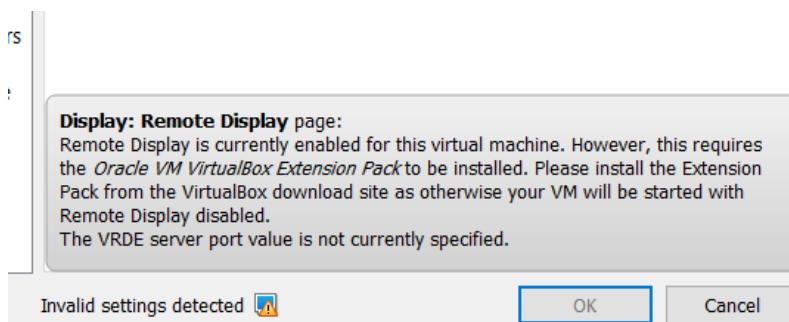 rs
Display: Remote Display page:
Remote Display is currently enabled for this virtual machine. However, this requires
the Oracle VM VirtualBox Extension Pack to be installed. Please install the Extension
Pack from the VirtualBox download site as otherwise your VM will be started with
Remote Display disabled.
The VRDE server port value is not currently specified.
Invalid settings detected
OK
Cancel